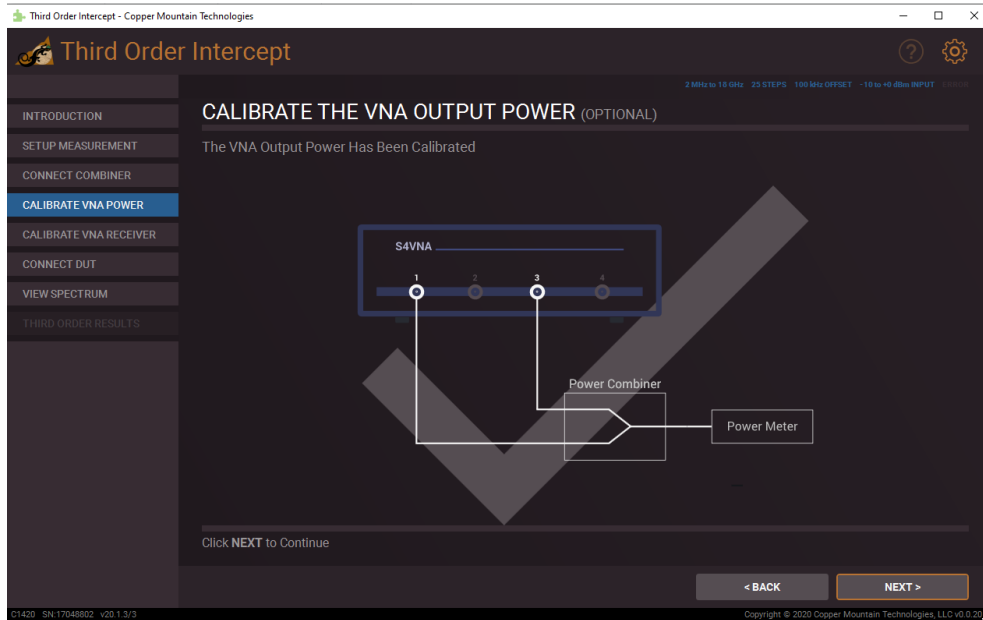 Third Order Intercept - Copper Mountain Technologies
Third Order Intercept
?
2 MHz to 18 GHz 25 STEPS 100 kHz OFFSET -10 to +0 dBm INPUT ERROR
INTRODUCTION
SETUP MEASUREMENT
CONNECT COMBINER
CALIBRATE VNA POWER
CALIBRATE VNA RECEIVER
CONNECT DUT
VIEW SPECTRUM
THIRD ORDER RESULTS
CALIBRATE THE VNA OUTPUT POWER (OPTIONAL)
The VNA Output Power Has Been Calibrated
S4VNA
1 2 3 4
Power Combiner
Power Meter
Click NEXT to Continue
< BACK
NEXT >
C1420 SN:17048802 v20.1.3/3
Copyright © 2020 Copper Mountain Technologies, LLC v0.0.20